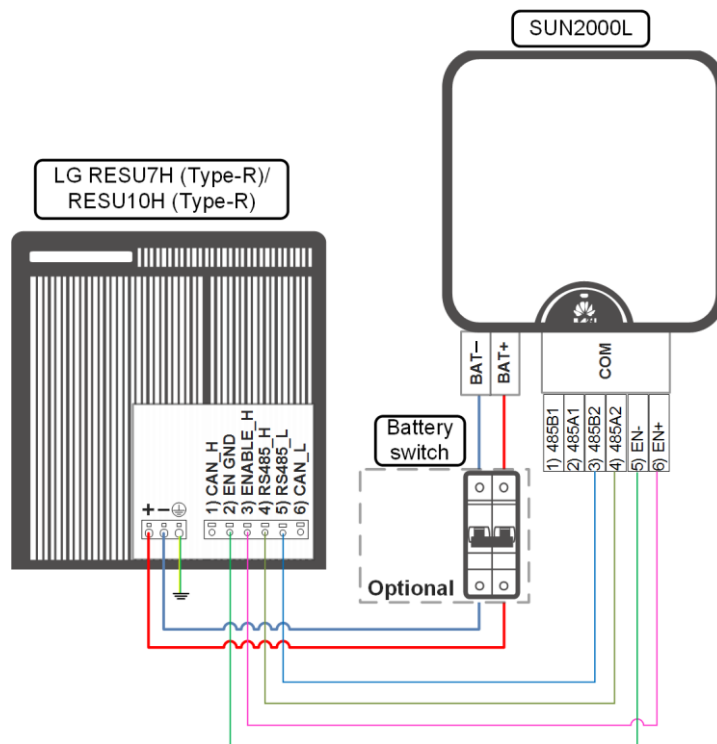 SUN2000L
LG RESU7H (Type-R)/
RESU10H (Type-R)
BAT−
BAT+
COM
1) 485B1
2) 485A1
3) 485B2
4) 485A2
5) EN-
6) EN+
Battery
switch
Optional
+
−
1) CAN_H
2) EN GND
3) ENABLE_H
4) RS485_H
5) RS485_L
6) CAN_L